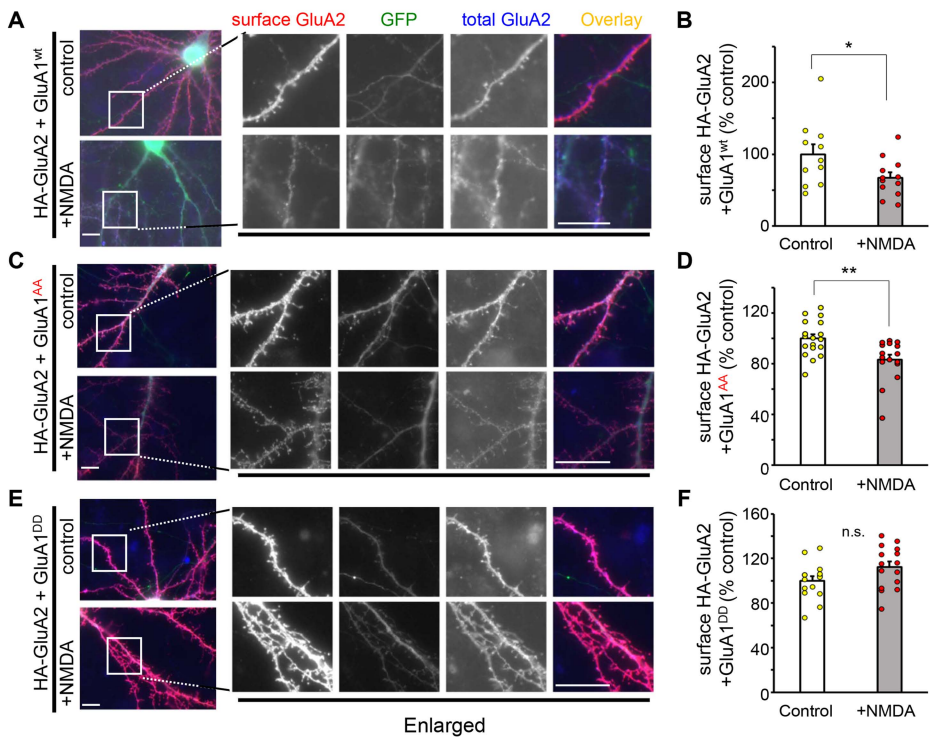 A
surface GluA2 GFP total GluA2 Overlay
HA-GluA2 + GluA1wt
control
+NMDA
B
*
surface HA-GluA2
+GluA1wt (% control)
200
100
0
Control +NMDA
C
HA-GluA2 + GluA1AA
control
+NMDA
D
**
surface HA-GluA2
+GluA1AA (% control)
120
80
40
0
Control +NMDA
E
HA-GluA2 + GluA1DD
control
+NMDA
Enlarged
F
n.s.
surface HA-GluA2
+GluA1DD (% control)
160
120
80
40
0
Control +NMDA